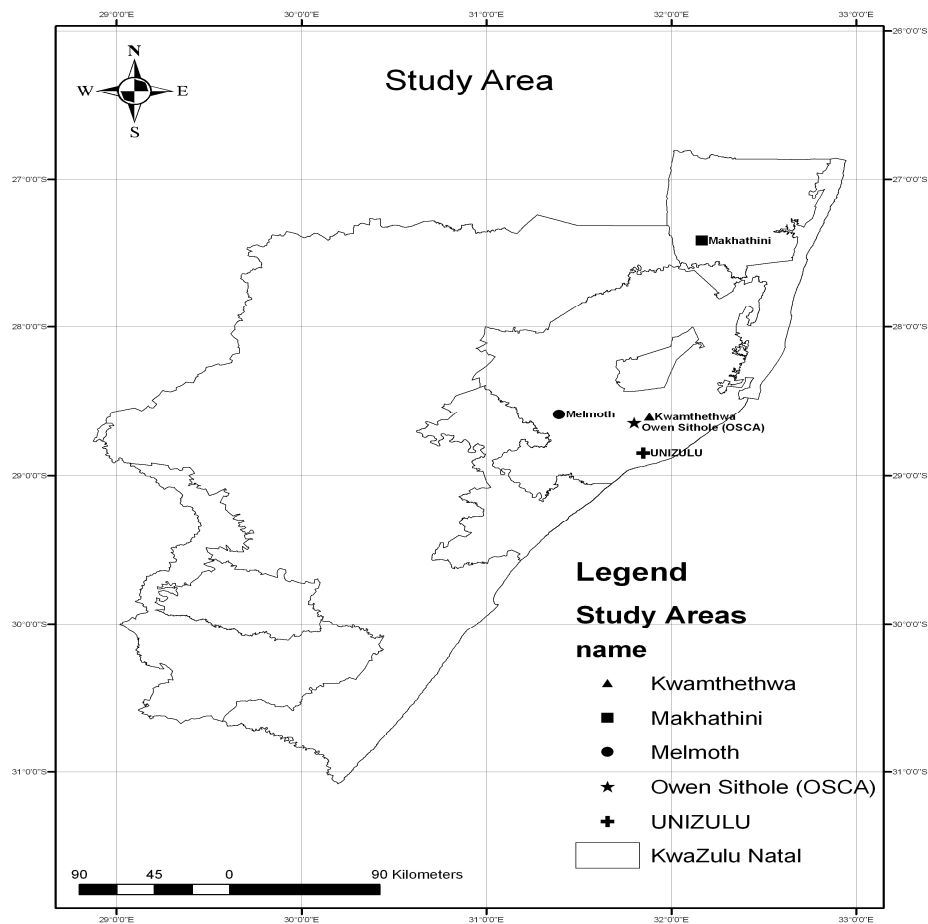 29°0'0"E 30°0'0"E 31°0'0"E 32°0'0"E 33°0'0"E
26°0'0"S
N
W E
S
Study Area
27°0'0"S 27°0'0"S
Makhathini
28°0'0"S 28°0'0"S
Melmoth
Kwamthethwa
Owen Sithole (OSCA)
UNIZULU
29°0'0"S 29°0'0"S
Legend
Study Areas
name
30°0'0"S 30°0'0"S
Kwamthethwa
Makhathini
Melmoth
31°0'0"S 31°0'0"S
Owen Sithole (OSCA)
UNIZULU
KwaZulu Natal
90 45 0 90 Kilometers
29°0'0"E 30°0'0"E 31°0'0"E 32°0'0"E 33°0'0"E